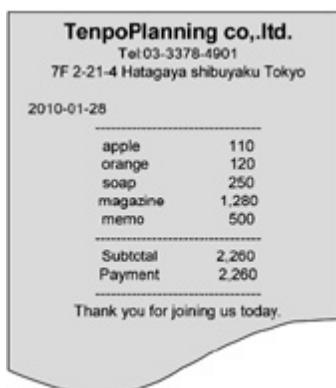 TenpoPlanning co,.ltd.
Tel:03-3378-4901
7F 2-21-4 Hatagaya shibuyaku Tokyo
2010-01-28
apple 110
orange 120
soap 250
magazine 1,280
memo 500
Subtotal 2,260
Payment 2,260
Thank you for joining us today.